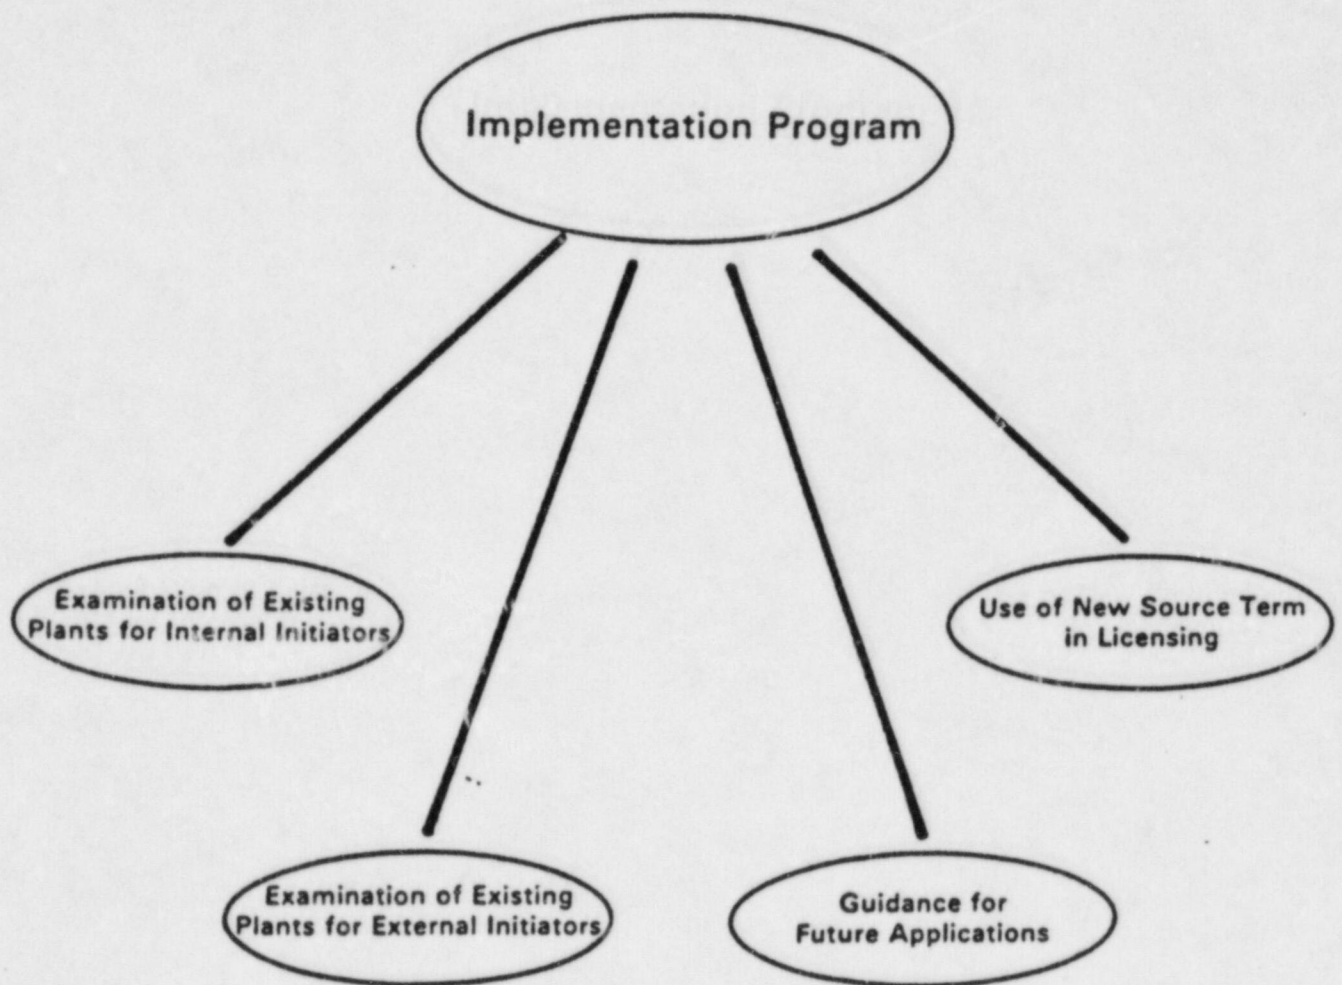 Implementation Program
Examination of Existing
Plants for Internal Initiators
Use of New Source Term
in Licensing
Examination of Existing
Plants for External Initiators
Guidance for
Future Applications